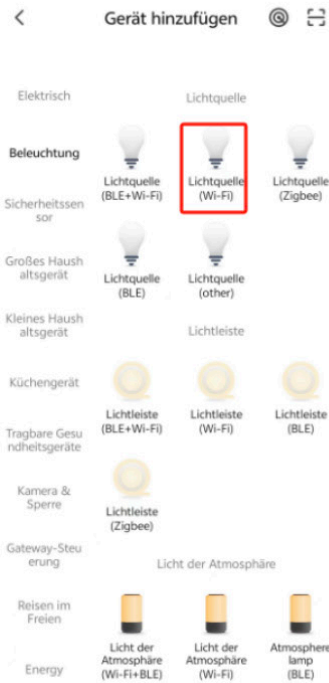 Gerät hinzufügen
Elektrisch
Beleuchtung
Sicherheitssen
sor
Großes Haush
altsgerät
Kleines Haush
altsgerät
Küchengerät
Tragbare Gesu
ndheitsgeräte
Kamera &
Sperre
Gateway-Steu
erung
Reisen im
Freien
Energy
Lichtquelle
Lichtquelle
(BLE+Wi-Fi)
Lichtquelle
(Wi-Fi)
Lichtquelle
(Zigbee)
Lichtquelle
(BLE)
Lichtquelle
(other)
Lichtleiste
Lichtleiste
(BLE+Wi-Fi)
Lichtleiste
(Wi-Fi)
Lichtleiste
(BLE)
Lichtleiste
(Zigbee)
Licht der Atmosphäre
Licht der
Atmosphäre
(Wi-Fi+BLE)
Licht der
Atmosphäre
(Wi-Fi)
Atmosphere
lamp
(BLE)